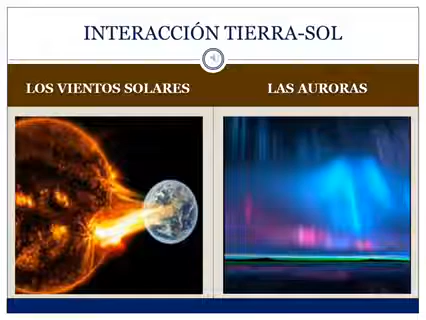 INTERACCIÓN TIERRA-SOL
LOS VIENTOS SOLARES
LAS AURORAS